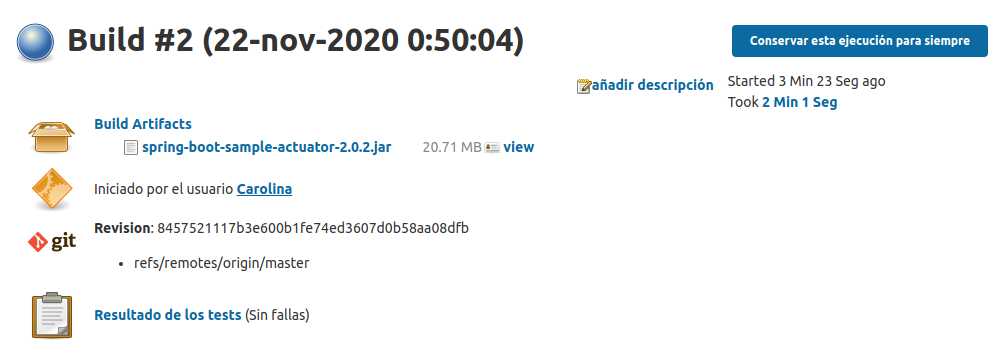 Build #2 (22-nov-2020 0:50:04)
Conservar esta ejecución para siempre
añadir descripción
Started 3 Min 23 Seg ago
Took 2 Min 1 Seg
Build Artifacts
spring-boot-sample-actuator-2.0.2.jar 20.71 MB view
Iniciado por el usuario Carolina
git
Revision: 8457521117b3e600b1fe74ed3607d0b58aa08dfb
• refs/remotes/origin/master
Resultado de los tests (Sin fallas)